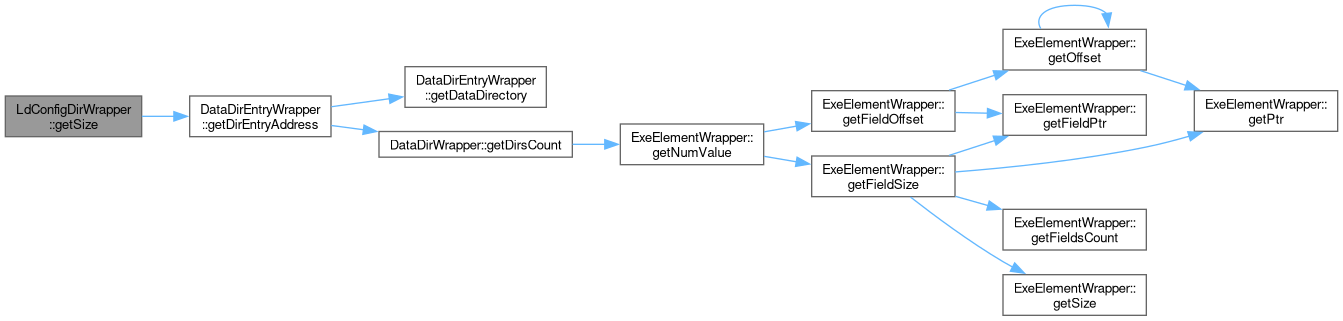 LdConfigDirWrapper
::getSize
DataDirEntryWrapper
::getDirEntryAddress
DataDirEntryWrapper
::getDataDirectory
DataDirWrapper::getDirsCount
ExeElementWrapper::
getNumValue
ExeElementWrapper::
getFieldOffset
ExeElementWrapper::
getFieldSize
ExeElementWrapper::
getOffset
ExeElementWrapper::
getFieldPtr
ExeElementWrapper::
getFieldsCount
ExeElementWrapper::
getSize
ExeElementWrapper::
getPtr